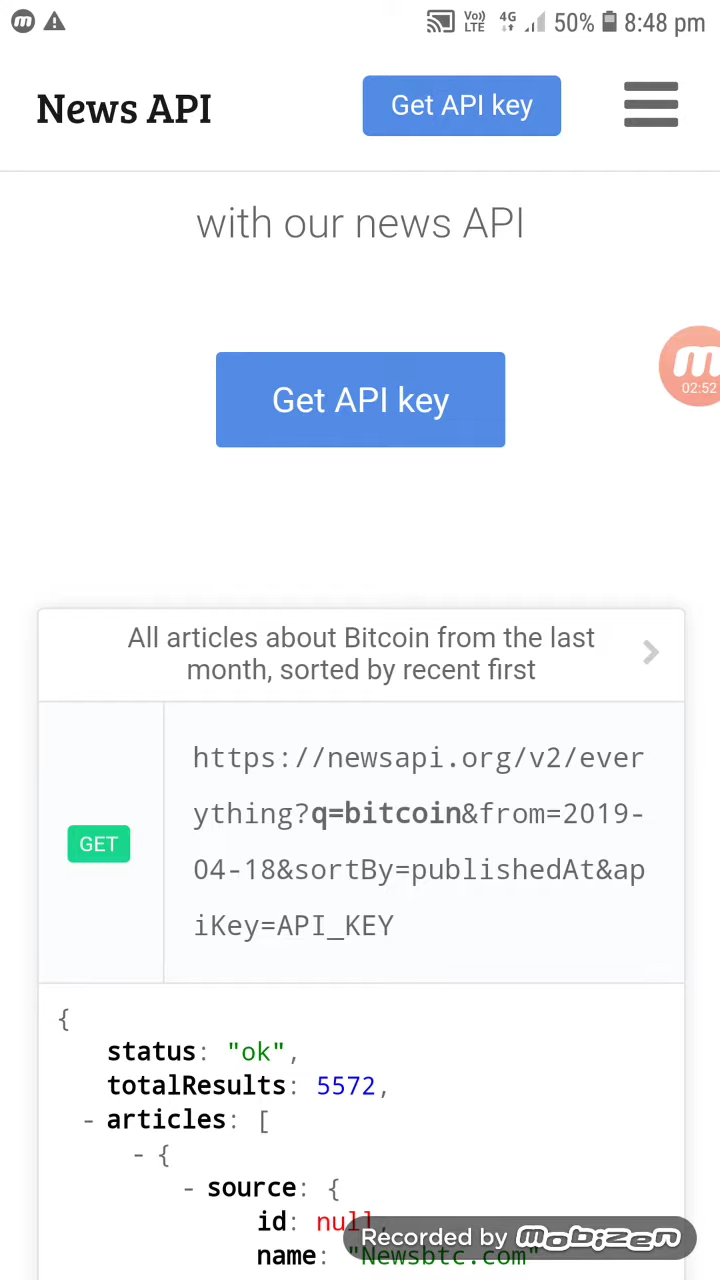 Vo)) LTE 4G 50% 8:48 pm
News API Get API key
with our news API
Get API key
02:52
All articles about Bitcoin from the last
month, sorted by recent first
https://newsapi.org/v2/ever
ything?q=bitcoin&from=2019-
GET
04-18&sortBy=publishedAt&ap
iKey=API_KEY
{
status: "ok",
totalResults: 5572,
- articles: [
- {
- source: {
id: null,
Recorded by mobizen
name: "Newsbtc.com"